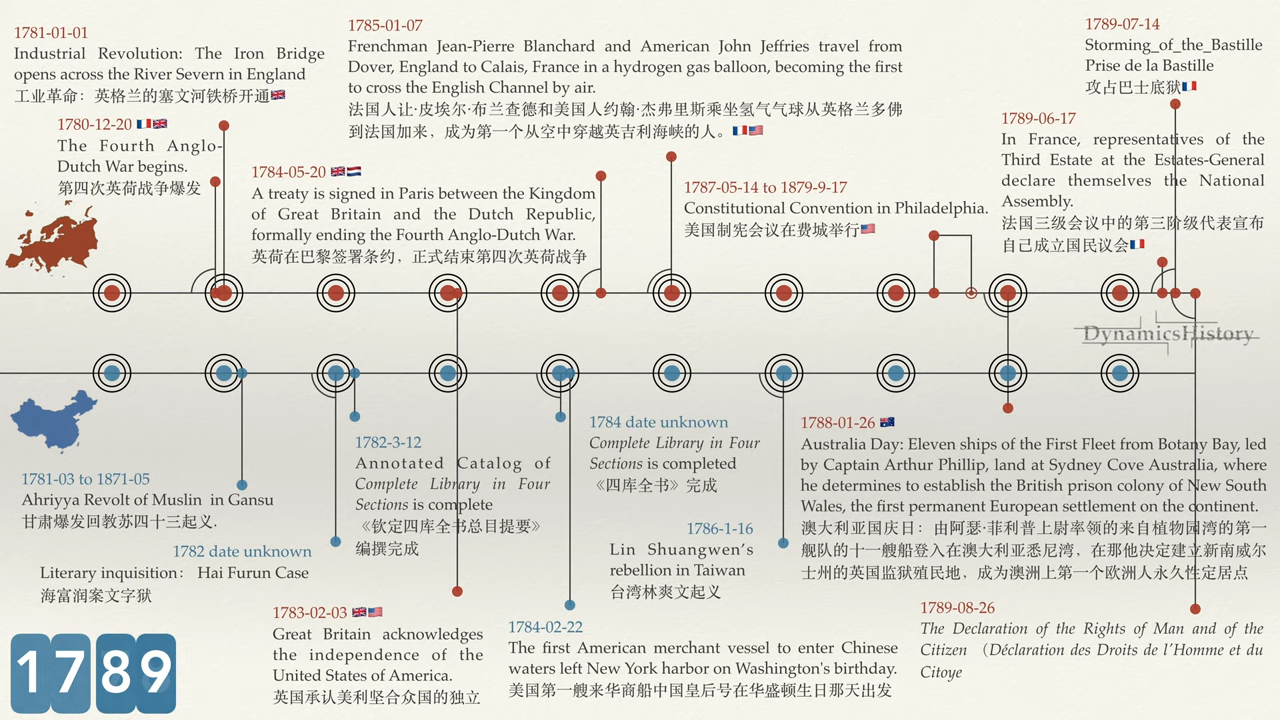 1781-01-01
Industrial Revolution: The Iron Bridge
opens across the River Severn in England
工业革命：英格兰的塞文河铁桥开通
1780-12-20
The Fourth Anglo-
Dutch War begins.
第四次英荷战争爆发
1785-01-07
Frenchman Jean-Pierre Blanchard and American John Jeffries travel from
Dover, England to Calais, France in a hydrogen gas balloon, becoming the first
to cross the English Channel by air.
法国人让·皮埃尔·布兰查德和美国人约翰·杰弗里斯乘坐氢气气球从英格兰多佛
到法国加来，成为第一个从空中穿越英吉利海峡的人。
1784-05-20
A treaty is signed in Paris between the Kingdom
of Great Britain and the Dutch Republic,
formally ending the Fourth Anglo-Dutch War.
英荷在巴黎签署条约，正式结束第四次英荷战争
1787-05-14 to 1879-9-17
Constitutional Convention in Philadelphia.
美国制宪会议在费城举行
1789-07-14
Storming_of_the_Bastille
Prise de la Bastille
攻占巴士底狱
1789-06-17
In France, representatives of the
Third Estate at the Estates-General
declare themselves the National
Assembly.
法国三级会议中的第三阶级代表宣布
自己成立国民议会
DynamicsHistory
1781-03 to 1871-05
Ahriyya Revolt of Muslin in Gansu
甘肃爆发回教苏四十三起义.
1782 date unknown
Literary inquisition： Hai Furun Case
海富润案文字狱
1782-3-12
Annotated Catalog of
Complete Library in Four
Sections is complete
《钦定四库全书总目提要》
编撰完成
1783-02-03
Great Britain acknowledges
the independence of the
United States of America.
英国承认美利坚合众国的独立
1784 date unknown
Complete Library in Four
Sections is completed
《四库全书》完成
1784-02-22
The first American merchant vessel to enter Chinese
waters left New York harbor on Washington's birthday.
美国第一艘来华商船中国皇后号在华盛顿生日那天出发
1786-1-16
Lin Shuangwen's
rebellion in Taiwan
台湾林爽文起义
1788-01-26
Australia Day: Eleven ships of the First Fleet from Botany Bay, led
by Captain Arthur Phillip, land at Sydney Cove Australia, where
he determines to establish the British prison colony of New South
Wales, the first permanent European settlement on the continent.
澳大利亚国庆日：由阿瑟·菲利普上尉率领的来自植物园湾的第一
舰队的十一艘船登入在澳大利亚悉尼湾，在那他决定建立新南威尔
士州的英国监狱殖民地，成为澳洲上第一个欧洲人永久性定居点
1789-08-26
The Declaration of the Rights of Man and of the
Citizen （Déclaration des Droits de l'Homme et du
Citoye
1789